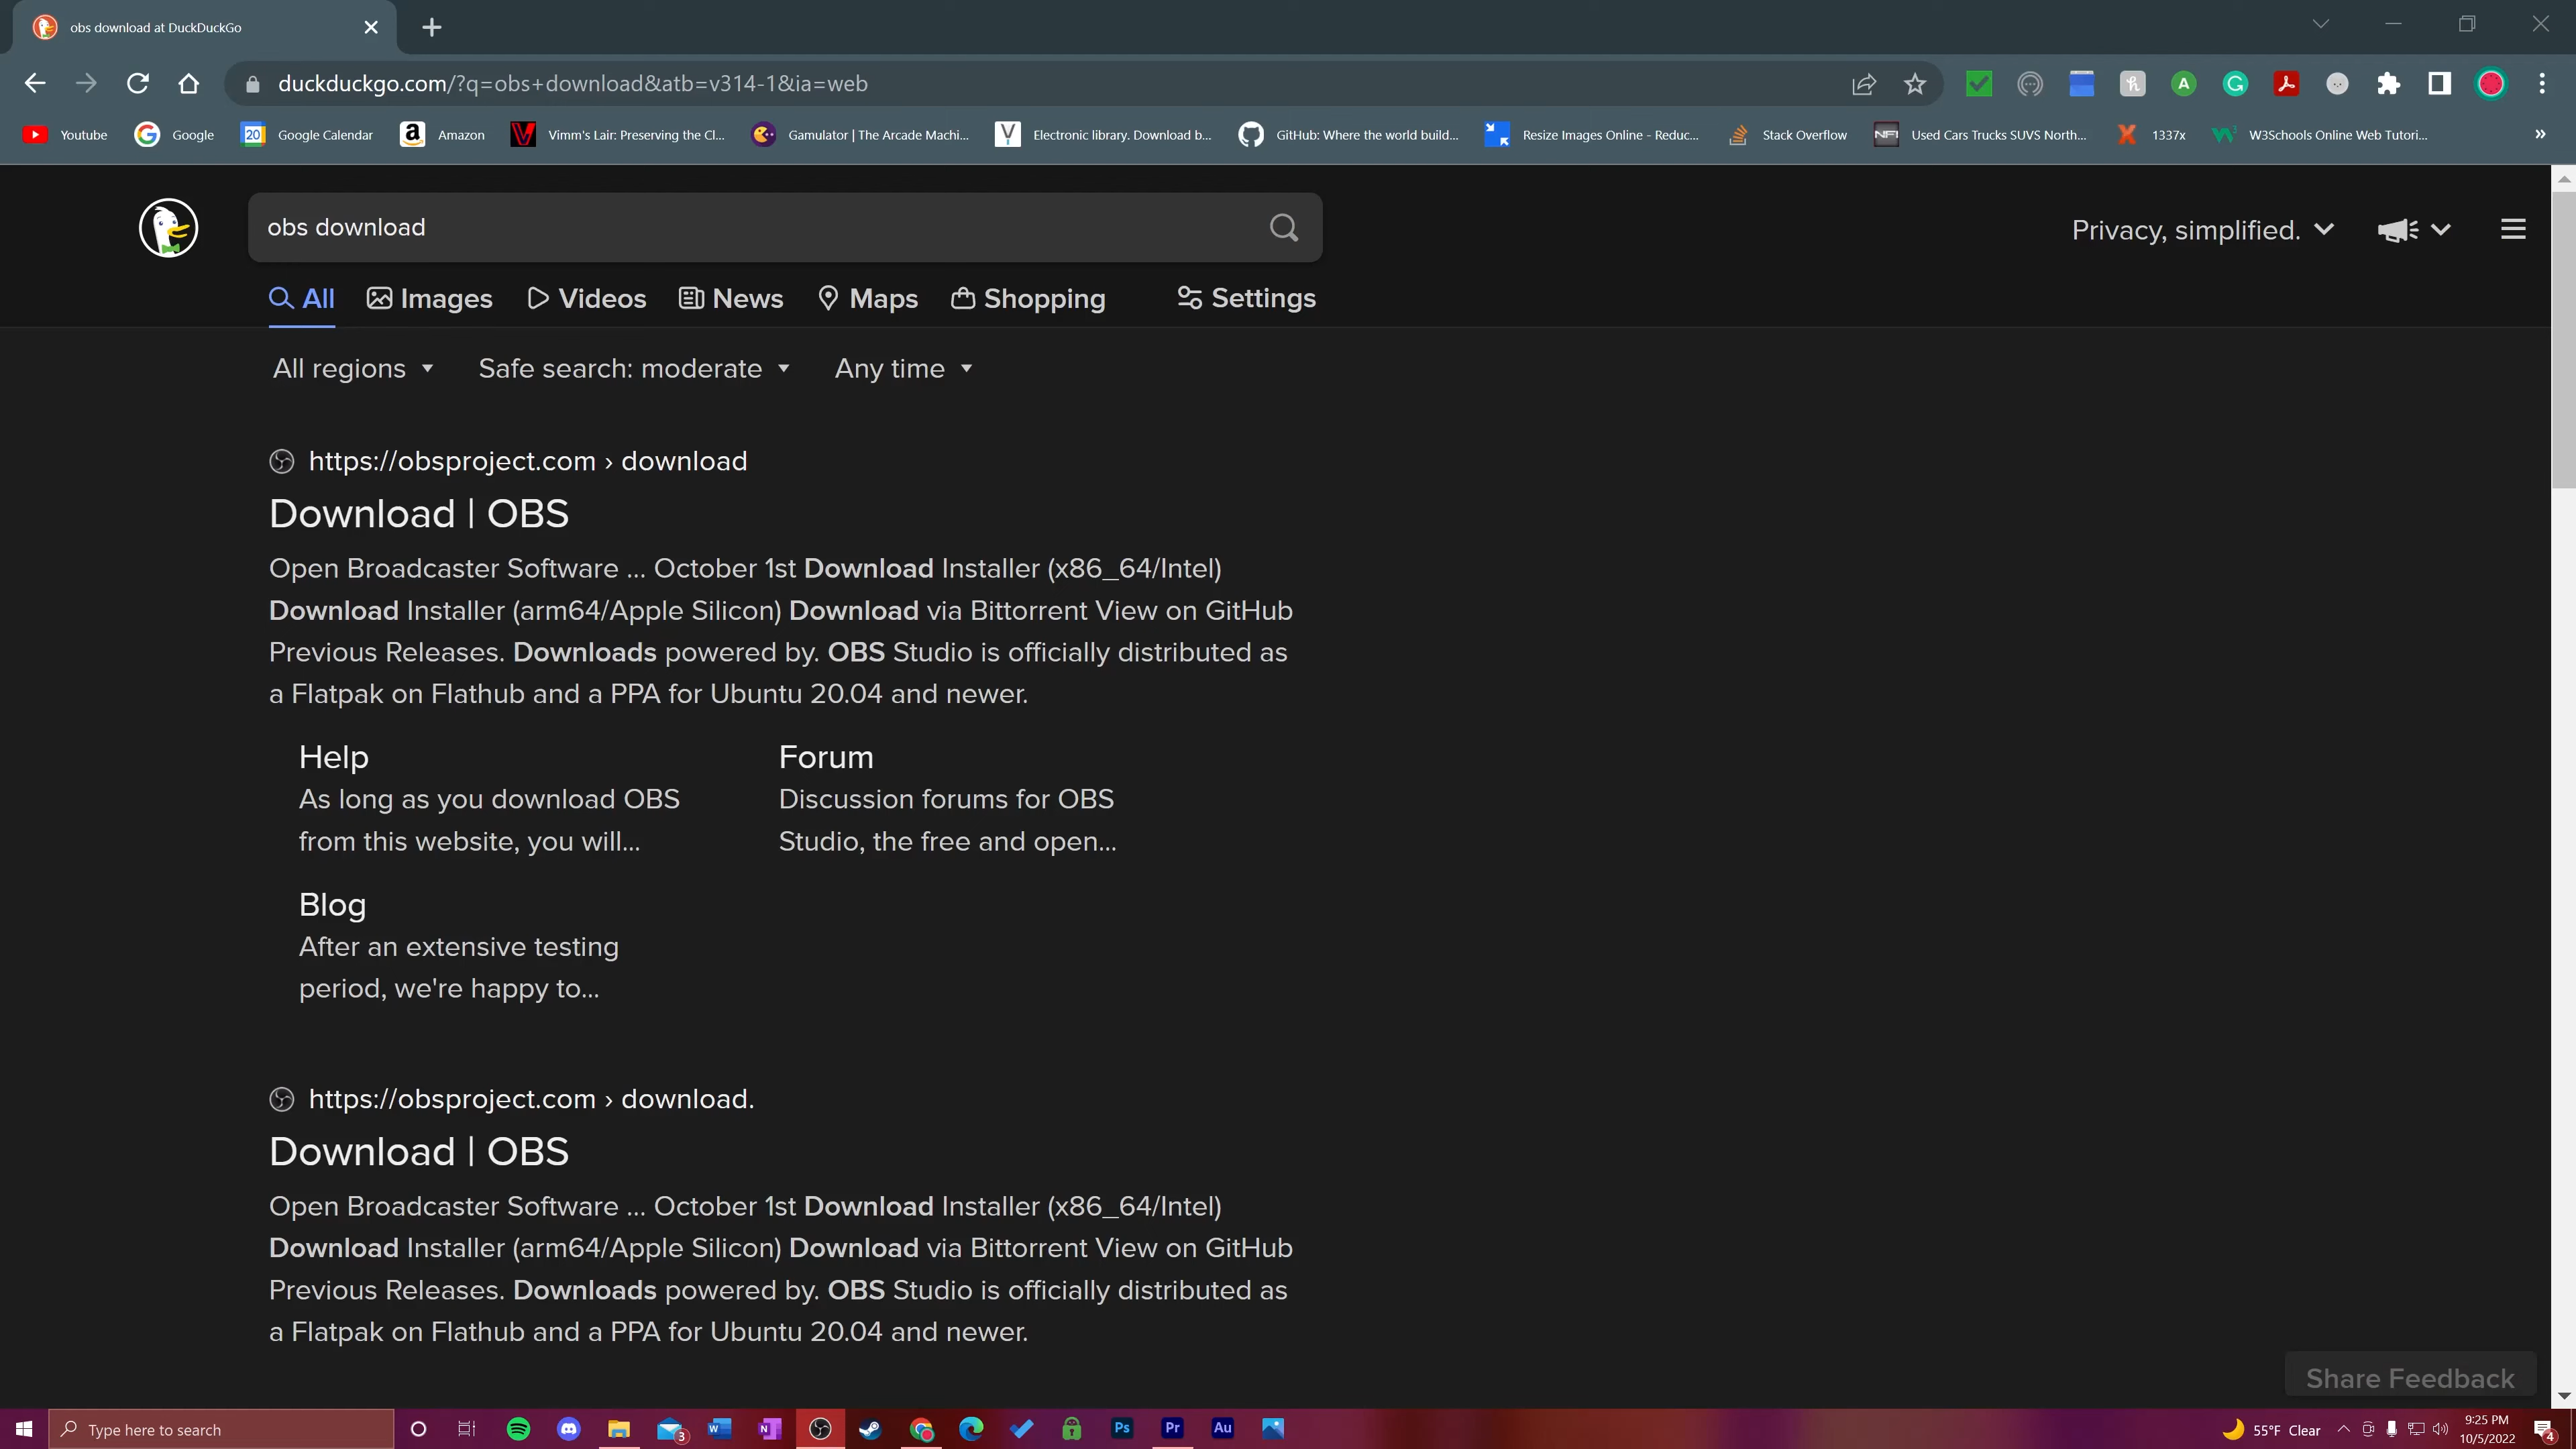 obs download at DuckDuckGo
duckduckgo.com/?q=obs+download&atb=v314-1&ia=web
Youtube
Google
20
Google Calendar
Amazon
Vimm's Lair: Preserving the Cl...
Gamulator | The Arcade Machi...
Electronic library. Download b...
GitHub: Where the world build...
Resize Images Online - Reduc...
Stack Overflow
NFI
Used Cars Trucks SUVS North...
1337x
W3Schools Online Web Tutori...
obs download
Privacy, simplified.
All
Images
Videos
News
Maps
Shopping
Settings
All regions
Safe search: moderate
Any time
https://obsproject.com › download
Download | OBS
Open Broadcaster Software ... October 1st Download Installer (x86_64/Intel)
Download Installer (arm64/Apple Silicon) Download via Bittorrent View on GitHub
Previous Releases. Downloads powered by. OBS Studio is officially distributed as
a Flatpak on Flathub and a PPA for Ubuntu 20.04 and newer.
Help
As long as you download OBS
from this website, you will...
Forum
Discussion forums for OBS
Studio, the free and open...
Blog
After an extensive testing
period, we're happy to...
https://obsproject.com › download.
Download | OBS
Open Broadcaster Software ... October 1st Download Installer (x86_64/Intel)
Download Installer (arm64/Apple Silicon) Download via Bittorrent View on GitHub
Previous Releases. Downloads powered by. OBS Studio is officially distributed as
a Flatpak on Flathub and a PPA for Ubuntu 20.04 and newer.
Share Feedback
Type here to search
3
Ps
Pr
Au
55°F Clear
9:25 PM
10/5/2022
4